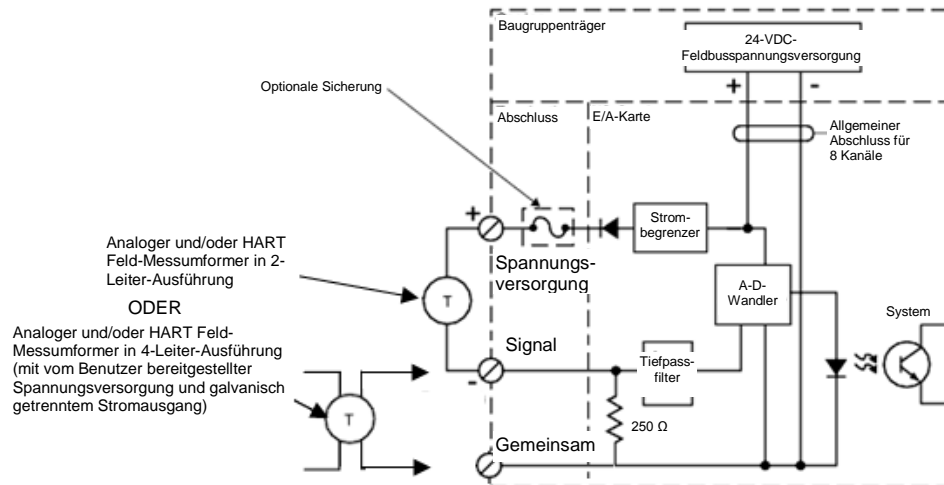 Baugruppenträger
24-VDC-
Feldbusspannungsversorgung
+ -
Optionale Sicherung
Abschluss
E/A-Karte
Allgemeiner
Abschluss für
8 Kanäle
+
Strom-
begrenzer
Spannungs-
versorgung
Analoger und/oder HART
Feld-Messumformer in 2-
Leiter-Ausführung
T
ODER
Analoger und/oder HART Feld-
Messumformer in 4-Leiter-Ausführung
(mit vom Benutzer bereitgestellter
Spannungsversorgung und galvanisch
getrenntem Stromausgang)
T
A-D-
Wandler
System
Signal
-
Tiefpass-
filter
250 Ω
Gemeinsam